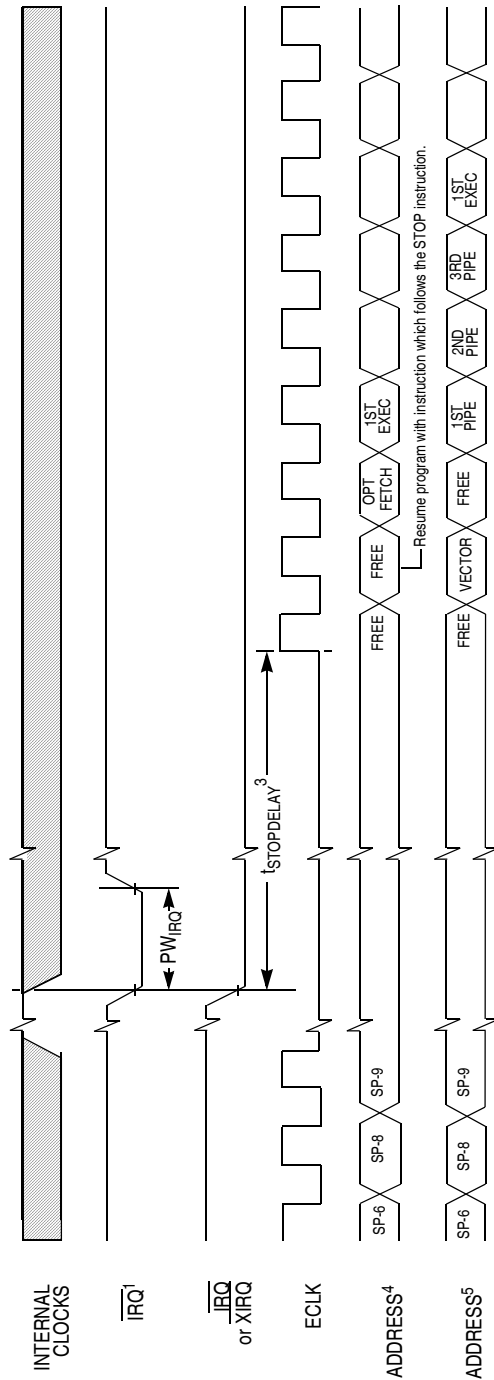 INTERNAL
CLOCKS
IRQ¹
PW_IRQ
IRQ
or XIRQ
t_STOPDELAY³
ECLK
ADDRESS⁴
SP-6
SP-8
SP-9
FREE
FREE
OPT
FETCH
1ST
EXEC
Resume program with instruction which follows the STOP instruction.
ADDRESS⁵
SP-6
SP-8
SP-9
FREE
VECTOR
FREE
1ST
PIPE
2ND
PIPE
3RD
PIPE
1ST
EXEC